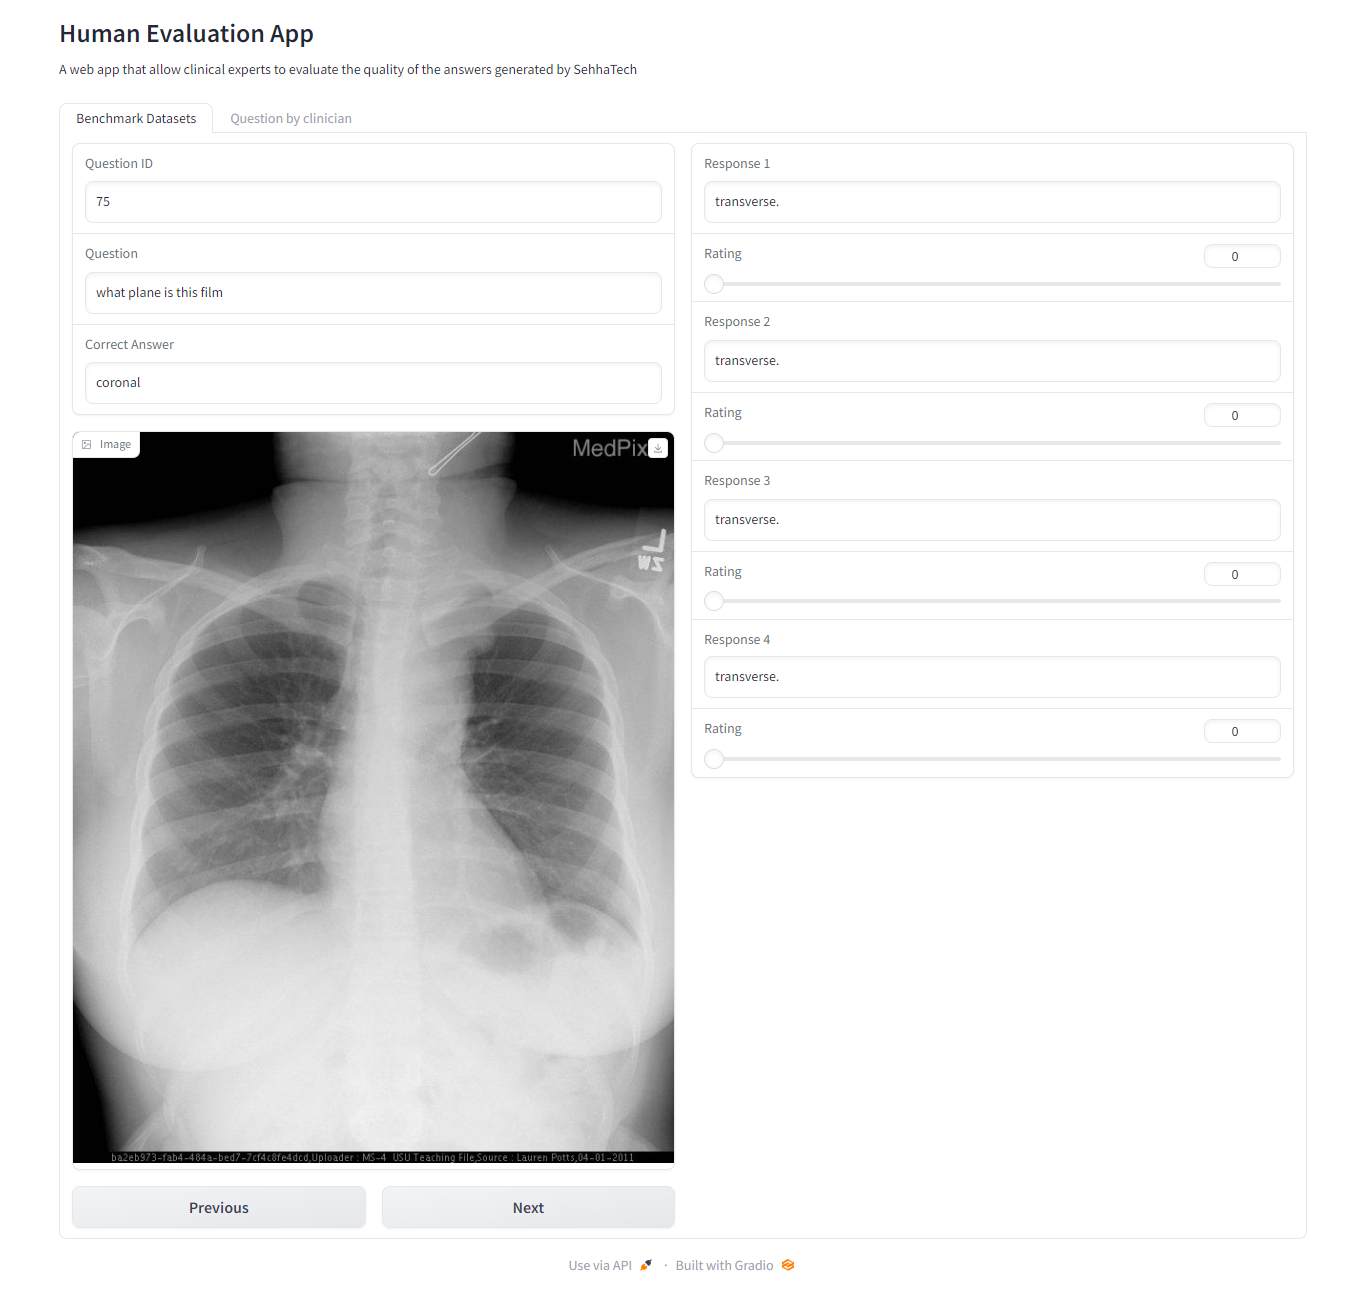 Human Evaluation App
A web app that allow clinical experts to evaluate the quality of the answers generated by SehhaTech
Benchmark Datasets
Question by clinician
Question ID
75
Question
what plane is this film
Correct Answer
coronal
Image
MedPix
L
WS
ba2eb973-fab4-484a-bed7-7cf4c8fe4dcd,Uploader : MS-4 USU Teaching File,Source : Lauren Potts,04-01-2011
Previous
Next
Response 1
transverse.
Rating
0
Response 2
transverse.
Rating
0
Response 3
transverse.
Rating
0
Response 4
transverse.
Rating
0
Use via API
·
Built with Gradio